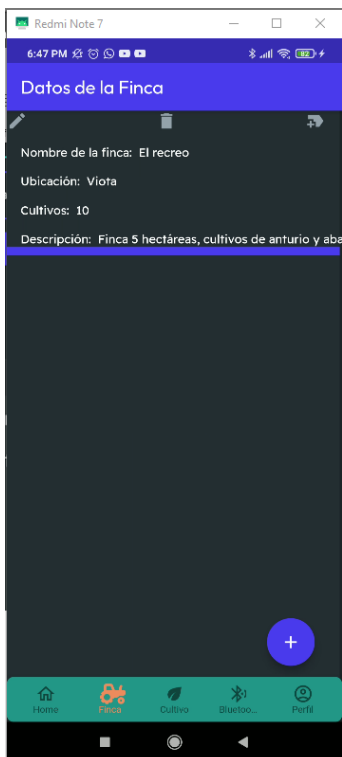 Redmi Note 7
6:47 PM 82
Datos de la Finca
Nombre de la finca: El recreo
Ubicación: Viota
Cultivos: 10
Descripción: Finca 5 hectáreas, cultivos de anturio y aba
+
Home Finca Cultivo Bluetoo... Perfil